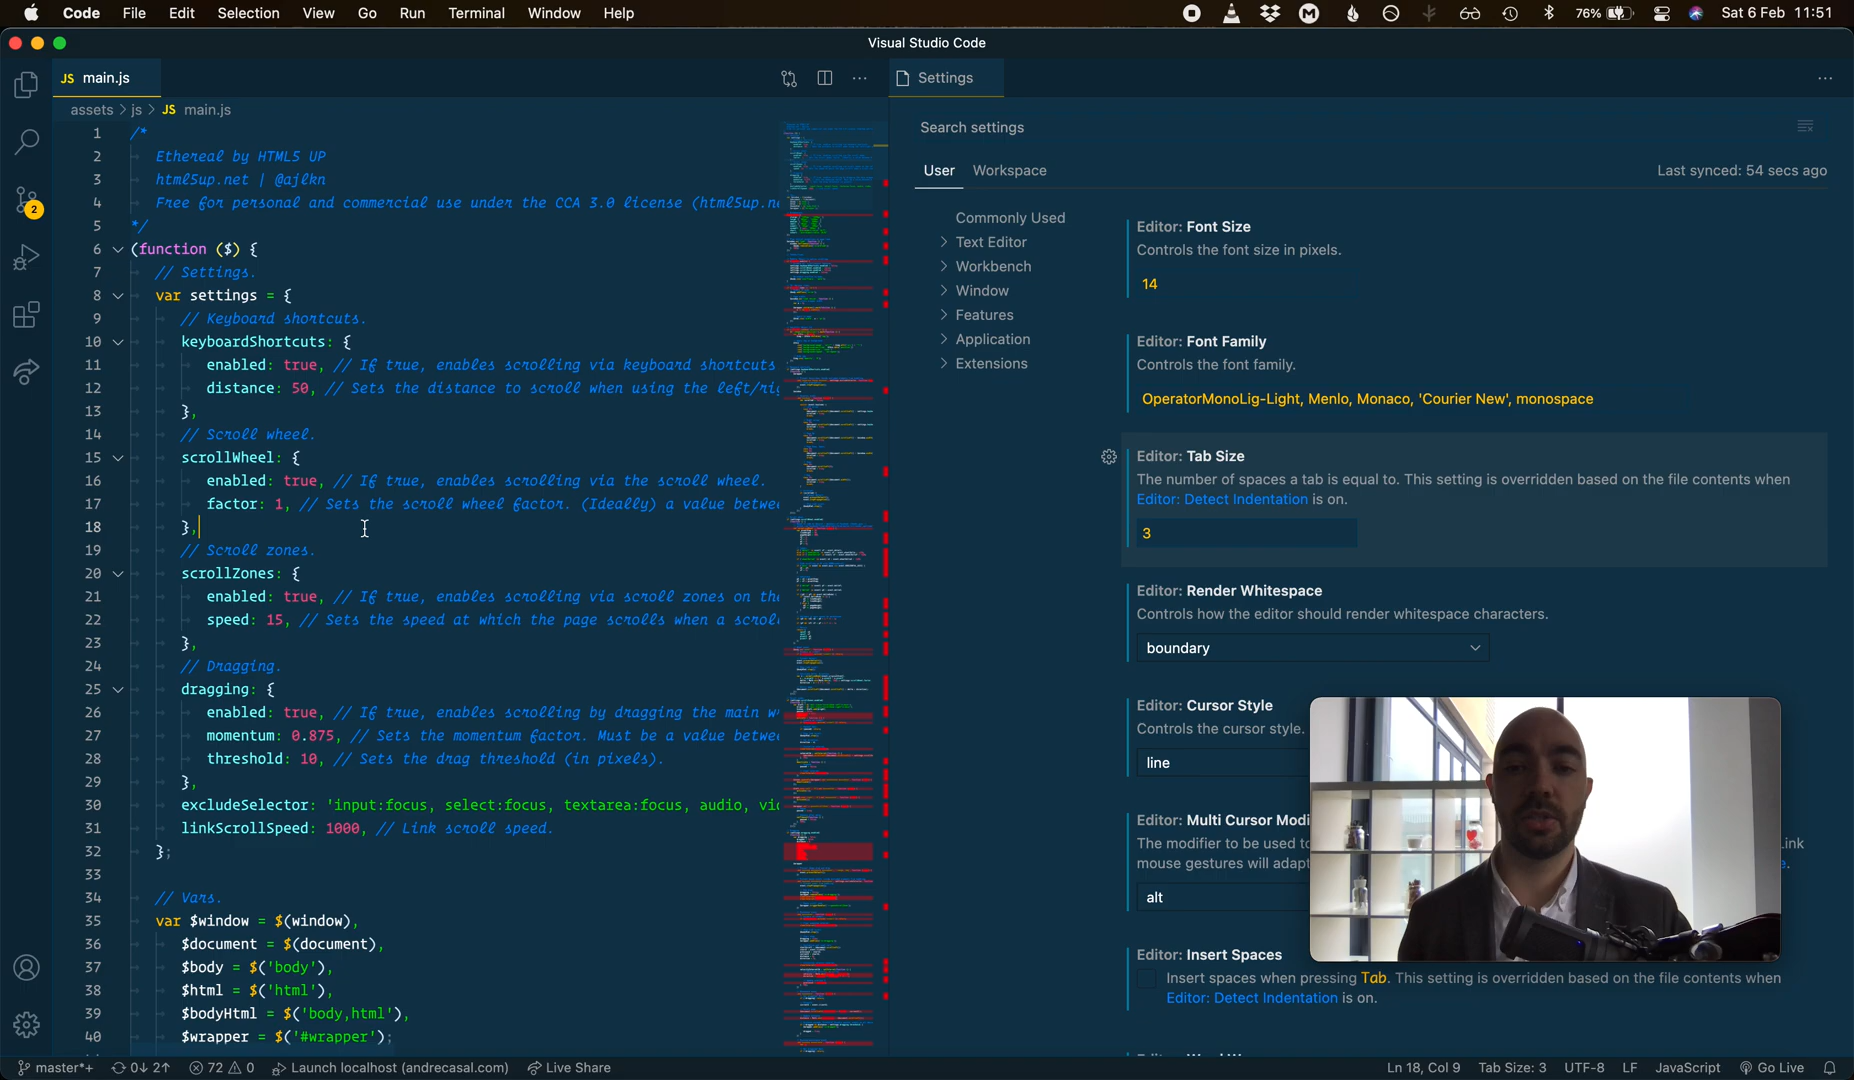 Code File Edit Selection View Go Run Terminal Window Help
76% Sat 6 Feb 11:51
Visual Studio Code
JS main.js
Settings
assets > js > JS main.js
1 /*
2 Ethereal by HTML5 UP
3 html5up.net | @ajlkn
4 Free for personal and commercial use under the CCA 3.0 license (html5up.ne
5 */
6 (function ($) {
7 // Settings.
8 var settings = {
9 // Keyboard shortcuts.
10 keyboardShortcuts: {
11 enabled: true, // If true, enables scrolling via keyboard shortcuts
12 distance: 50, // Sets the distance to scroll when using the left/rig
13 },
14 // Scroll wheel.
15 scrollWheel: {
16 enabled: true, // If true, enables scrolling via the scroll wheel.
17 factor: 1, // Sets the scroll wheel factor. (Ideally) a value betwee
18 },
19 // Scroll zones.
20 scrollZones: {
21 enabled: true, // If true, enables scrolling via scroll zones on the
22 speed: 15, // Sets the speed at which the page scrolls when a scroll
23 },
24 // Dragging.
25 dragging: {
26 enabled: true, // If true, enables scrolling by dragging the main w
27 momentum: 0.875, // Sets the momentum factor. Must be a value betwee
28 threshold: 10, // Sets the drag threshold (in pixels).
29 },
30 excludeSelector: 'input:focus, select:focus, textarea:focus, audio, vid
31 linkScrollSpeed: 1000, // Link scroll speed.
32 };
33
34 // Vars.
35 var $window = $(window),
36 $document = $(document),
37 $body = $('body'),
38 $html = $('html'),
39 $bodyHtml = $('body,html'),
40 $wrapper = $('#wrapper');
Search settings
User Workspace
Last synced: 54 secs ago
Commonly Used
Text Editor
Workbench
Window
Features
Application
Extensions
Editor: Font Size
Controls the font size in pixels.
14
Editor: Font Family
Controls the font family.
OperatorMonoLig-Light, Menlo, Monaco, 'Courier New', monospace
Editor: Tab Size
The number of spaces a tab is equal to. This setting is overridden based on the file contents when
Editor: Detect Indentation is on.
3
Editor: Render Whitespace
Controls how the editor should render whitespace characters.
boundary
Editor: Cursor Style
Controls the cursor style.
line
Editor: Multi Cursor Modi
The modifier to be used to ink
mouse gestures will adapt e.
alt
Editor: Insert Spaces
Insert spaces when pressing Tab. This setting is overridden based on the file contents when
Editor: Detect Indentation is on.
master*+ 0↓ 2↑ 72 0 Launch localhost (andrecasal.com) Live Share
2
Ln 18, Col 9 Tab Size: 3 UTF-8 LF JavaScript Go Live